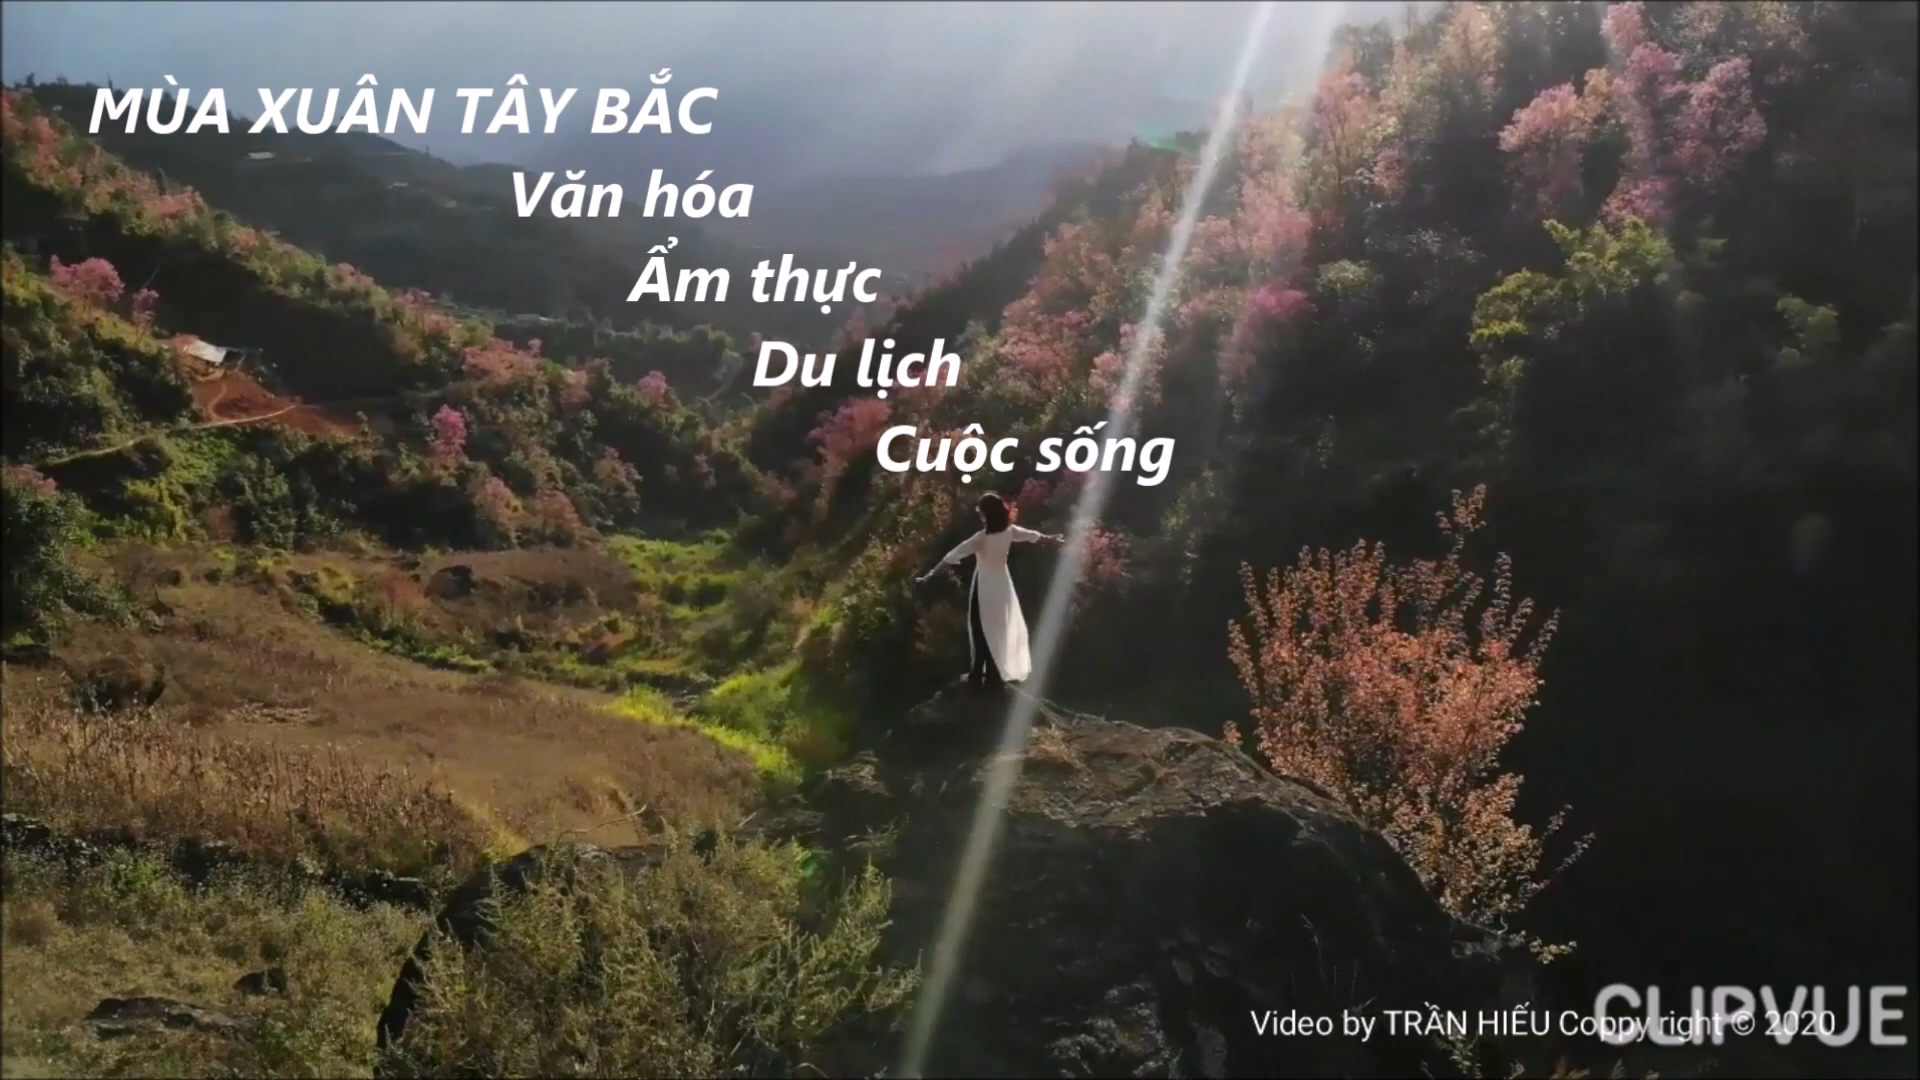 MÙA XUÂN TÂY BẮC
Văn hóa
Ẩm thực
Du lịch
Cuộc sống
Video by TRẦN HIẾU Coppy right © 2020
CLIPVUE